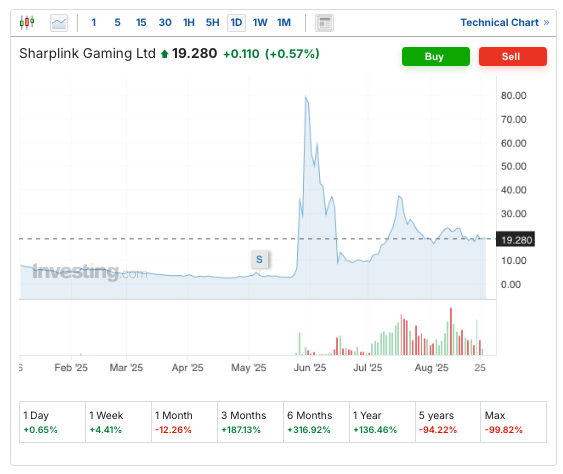 1 5 15 30 1H 5H 1D 1W 1M Technical Chart »
Sharplink Gaming Ltd 19.280 +0.110 (+0.57%) Buy Sell
80.00
70.00
60.00
50.00
40.00
30.00
19.280
10.00
0.00
S
Investing.com
Feb '25 Mar '25 Apr '25 May '25 Jun '25 Jul '25 Aug '25 25
1 Day 1 Week 1 Month 3 Months 6 Months 1 Year 5 years Max
+0.65% +4.41% -12.26% +187.13% +316.92% +136.46% -94.22% -99.82%